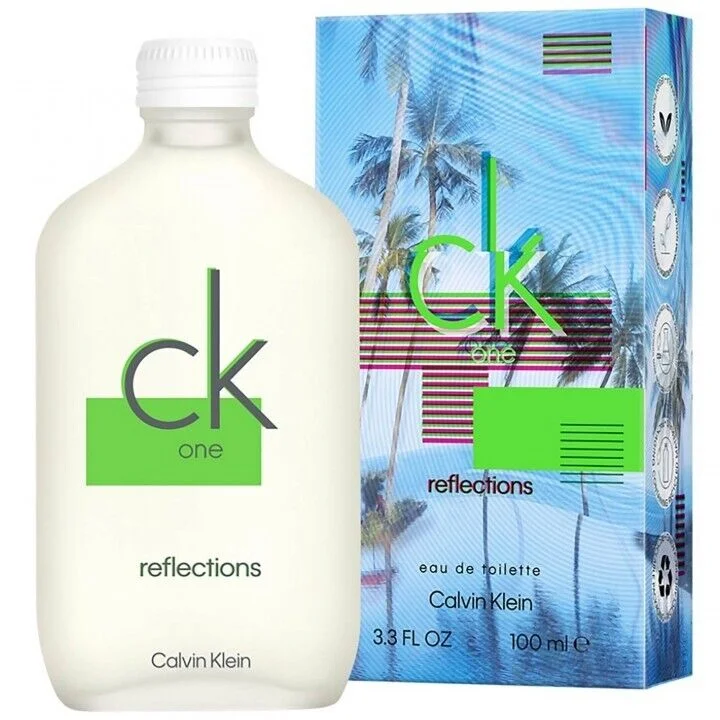 ck
one
reflections
Calvin Klein
ck
one
reflections
eau de toilette
Calvin Klein
3.3 FL OZ 100 ml ℮